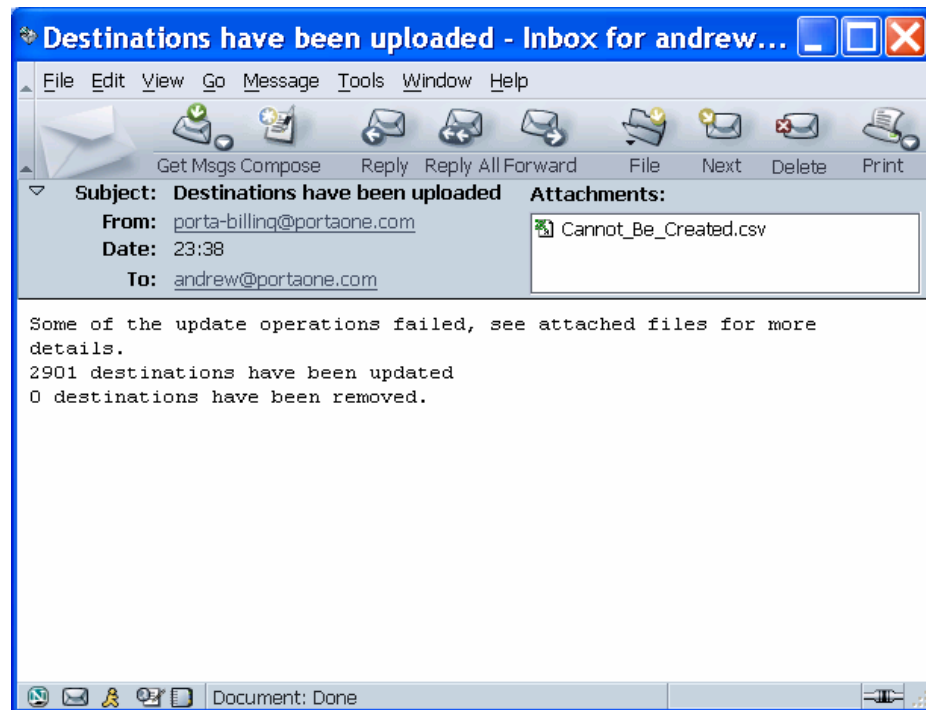 Destinations have been uploaded - Inbox for andrew...
File Edit View Go Message Tools Window Help
Get Msgs Compose Reply Reply All Forward File Next Delete Print
Subject: Destinations have been uploaded
From: porta-billing@portaone.com
Date: 23:38
To: andrew@portaone.com
Attachments:
Cannot_Be_Created.csv
Some of the update operations failed, see attached files for more
details.
2901 destinations have been updated
0 destinations have been removed.
Document: Done